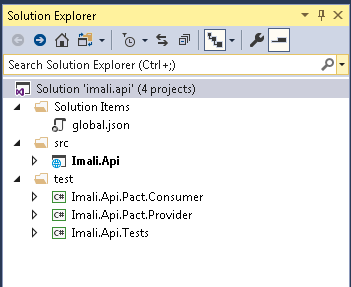 Solution Explorer
Search Solution Explorer (Ctrl+;)
Solution 'imali.api' (4 projects)
Solution Items
global.json
src
Imali.Api
test
C# Imali.Api.Pact.Consumer
C# Imali.Api.Pact.Provider
C# Imali.Api.Tests